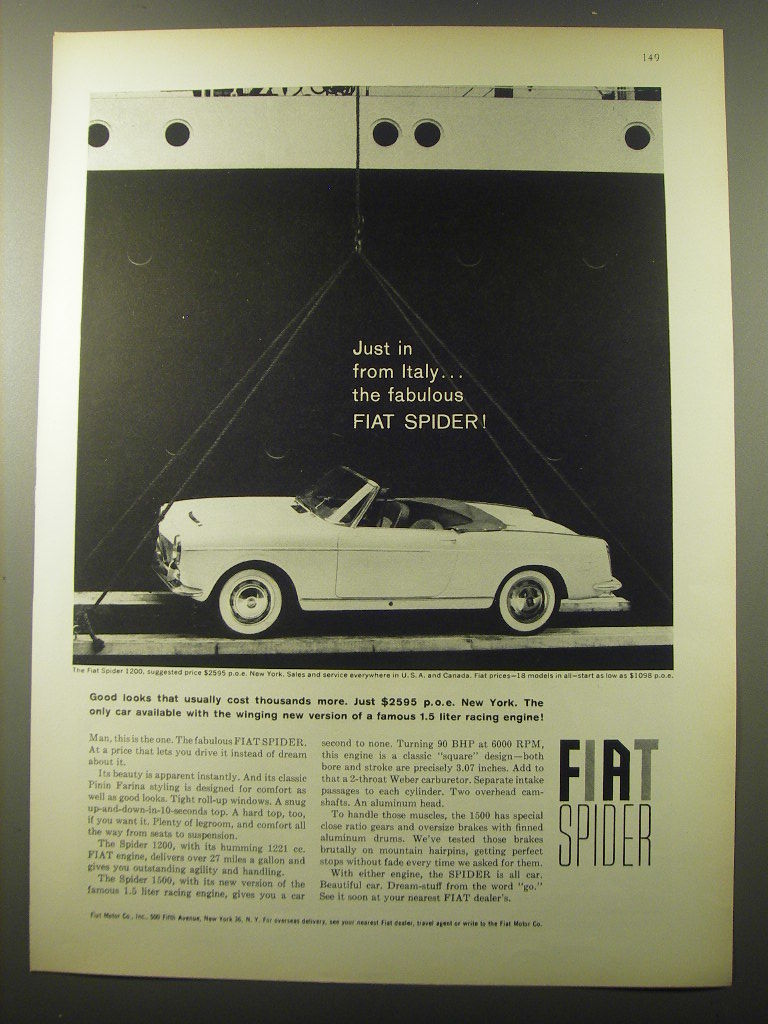 149
Just in
from Italy...
the fabulous
FIAT SPIDER!
The Fiat Spider 1200, suggested price $2595 p.o.e. New York. Sales and service everywhere in U.S.A. and Canada. Fiat prices—18 models in all—start as low as $1098 p.o.e.
Good looks that usually cost thousands more. Just $2595 p.o.e. New York. The
only car available with the winging new version of a famous 1.5 liter racing engine!
Man, this is the one. The fabulous FIAT SPIDER.
At a price that lets you drive it instead of dream
about it.
Its beauty is apparent instantly. And its classic
Pinin Farina styling is designed for comfort as
well as good looks. Tight roll-up windows. A snug
up-and-down-in-10-seconds top. A hard top, too,
if you want it. Plenty of legroom, and comfort all
the way from seats to suspension.
The Spider 1200, with its humming 1221 cc.
FIAT engine, delivers over 27 miles a gallon and
gives you outstanding agility and handling.
The Spider 1500, with its new version of the
famous 1.5 liter racing engine, gives you a car
second to none. Turning 90 BHP at 6000 RPM,
this engine is a classic "square" design—both
bore and stroke are precisely 3.07 inches. Add to
that a 2-throat Weber carburetor. Separate intake
passages to each cylinder. Two overhead cam-
shafts. An aluminum head.
To handle those muscles, the 1500 has special
close ratio gears and oversize brakes with finned
aluminum drums. We've tested those brakes
brutally on mountain hairpins, getting perfect
stops without fade every time we asked for them.
With either engine, the SPIDER is all car.
Beautiful car. Dream-stuff from the word "go."
See it soon at your nearest FIAT dealer's.
FIAT
SPIDER
Fiat Motor Co., Inc., 500 Fifth Avenue, New York 36, N. Y. For overseas delivery, see your nearest Fiat dealer, travel agent or write to the Fiat Motor Co.